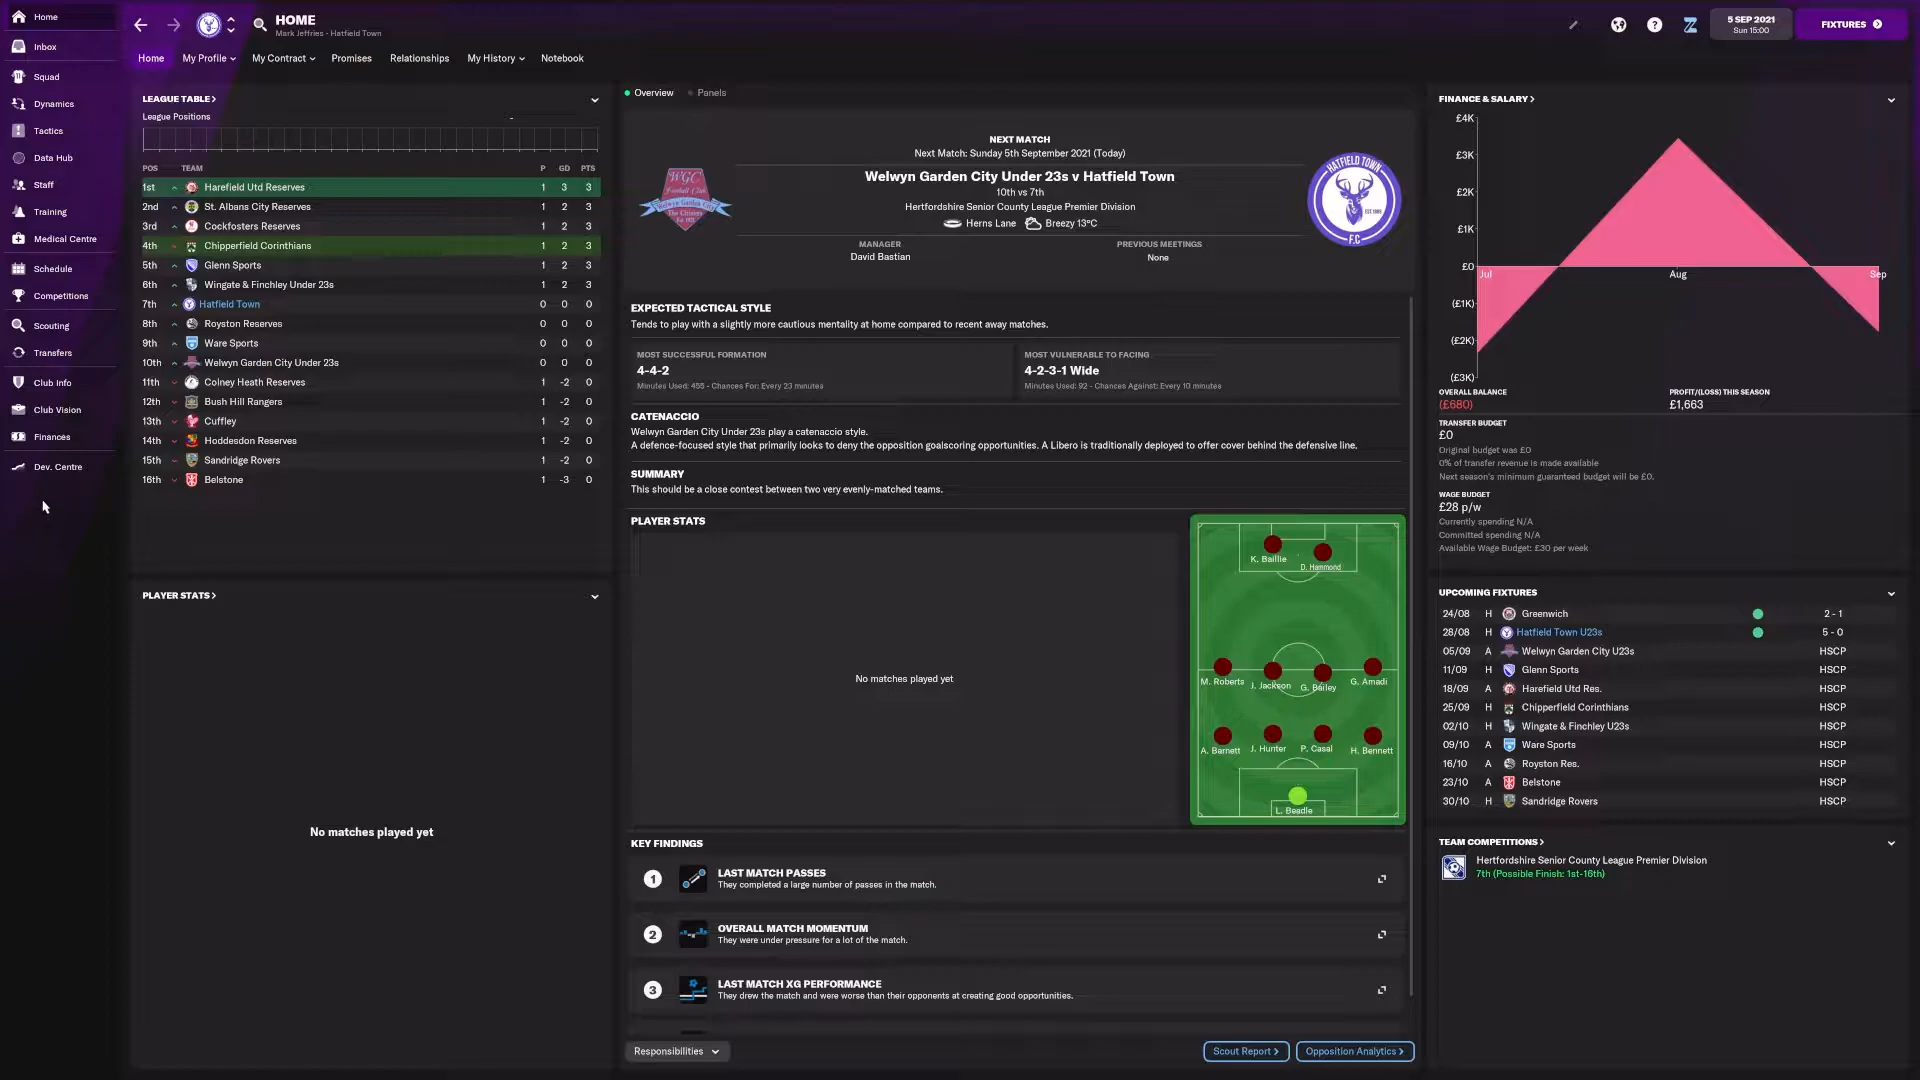 Home
Inbox
Squad
Dynamics
Tactics
Data Hub
Staff
Training
Medical Centre
Schedule
Competitions
Scouting
Transfers
Club Info
Club Vision
Finances
Dev. Centre
HOME
Mark Jeffries - Hatfield Town
5 SEP 2021
Sun 15:00
FIXTURES
Home My Profile My Contract Promises Relationships My History Notebook
LEAGUE TABLE >
League Positions -
POS TEAM P GD PTS
1st Harefield Utd Reserves 1 3 3
2nd St. Albans City Reserves 1 2 3
3rd Cockfosters Reserves 1 2 3
4th Chipperfield Corinthians 1 2 3
5th Glenn Sports 1 2 3
6th Wingate & Finchley Under 23s 1 2 3
7th Hatfield Town 0 0 0
8th Royston Reserves 0 0 0
9th Ware Sports 0 0 0
10th Welwyn Garden City Under 23s 0 0 0
11th Colney Heath Reserves 1 -2 0
12th Bush Hill Rangers 1 -2 0
13th Cuffley 1 -2 0
14th Hoddesdon Reserves 1 -2 0
15th Sandridge Rovers 1 -2 0
16th Belstone 1 -3 0
PLAYER STATS >
No matches played yet
Overview Panels
NEXT MATCH
Next Match: Sunday 5th September 2021 (Today)
Welwyn Garden City Under 23s v Hatfield Town
10th vs 7th
Hertfordshire Senior County League Premier Division
Herns Lane Breezy 13°C
MANAGER
David Bastian
PREVIOUS MEETINGS
None
WGC
Football Club
HATFIELD TOWN
F.C
EXPECTED TACTICAL STYLE
Tends to play with a slightly more cautious mentality at home compared to recent away matches.
MOST SUCCESSFUL FORMATION
4-4-2
Minutes Used: 455 - Chances For: Every 23 minutes
MOST VULNERABLE TO FACING
4-2-3-1 Wide
Minutes Used: 92 - Chances Against: Every 10 minutes
CATENACCIO
Welwyn Garden City Under 23s play a catenaccio style.
A defence-focused style that primarily looks to deny the opposition goalscoring opportunities. A Libero is traditionally deployed to offer cover behind the defensive line.
SUMMARY
This should be a close contest between two very evenly-matched teams.
PLAYER STATS
No matches played yet
K. Baillie D. Hammond
M. Roberts J. Jackson G. Bailey G. Amadi
A. Barnett J. Hunter P. Casal H. Bennett
L. Beadle
KEY FINDINGS
1 LAST MATCH PASSES
They completed a large number of passes in the match.
2 OVERALL MATCH MOMENTUM
They were under pressure for a lot of the match.
3 LAST MATCH XG PERFORMANCE
They drew the match and were worse than their opponents at creating good opportunities.
Responsibilities
Scout Report > Opposition Analytics >
FINANCE & SALARY >
£4K
£3K
£2K
£1K
£0
(£1K)
(£2K)
(£3K)
Jul Aug Sep
OVERALL BALANCE
(£680)
PROFIT/(LOSS) THIS SEASON
£1,663
TRANSFER BUDGET
£0
Original budget was £0
0% of transfer revenue is made available
Next season's minimum guaranteed budget will be £0.
WAGE BUDGET
£28 p/w
Currently spending N/A
Committed spending N/A
Available Wage Budget: £30 per week
UPCOMING FIXTURES
24/08 H Greenwich 2 - 1
28/08 H Hatfield Town U23s 5 - 0
05/09 A Welwyn Garden City U23s HSCP
11/09 H Glenn Sports HSCP
18/09 A Harefield Utd Res. HSCP
25/09 H Chipperfield Corinthians HSCP
02/10 H Wingate & Finchley U23s HSCP
09/10 A Ware Sports HSCP
16/10 A Royston Res. HSCP
23/10 A Belstone HSCP
30/10 H Sandridge Rovers HSCP
TEAM COMPETITIONS >
Hertfordshire Senior County League Premier Division
7th (Possible Finish: 1st-16th)